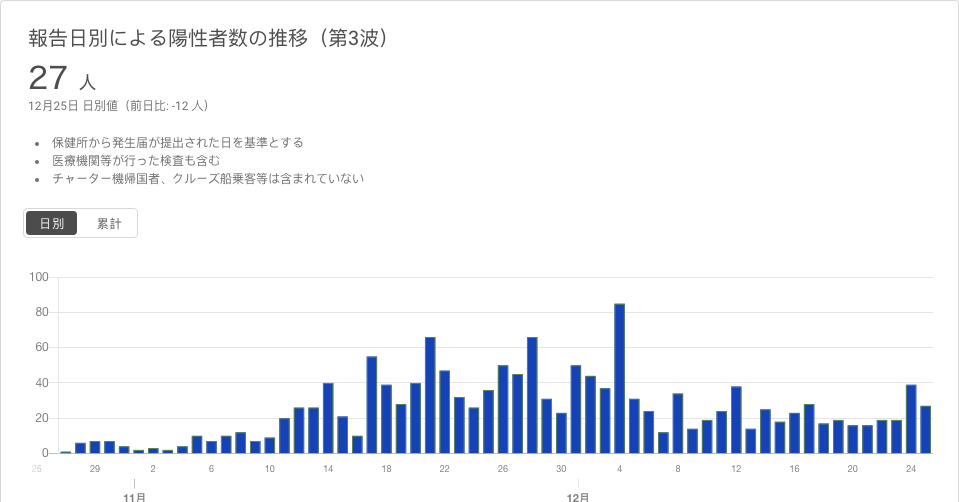 報告日別による陽性者数の推移（第3波）
27 人
12月25日 日別値（前日比: -12 人）
保健所から発生届が提出された日を基準とする
医療機関等が行った検査も含む
チャーター機帰国者、クルーズ船乗客等は含まれていない
日別 累計
100
80
60
40
20
0
26 29 2 6 10 14 18 22 26 30 4 8 12 16 20 24
11月 12月